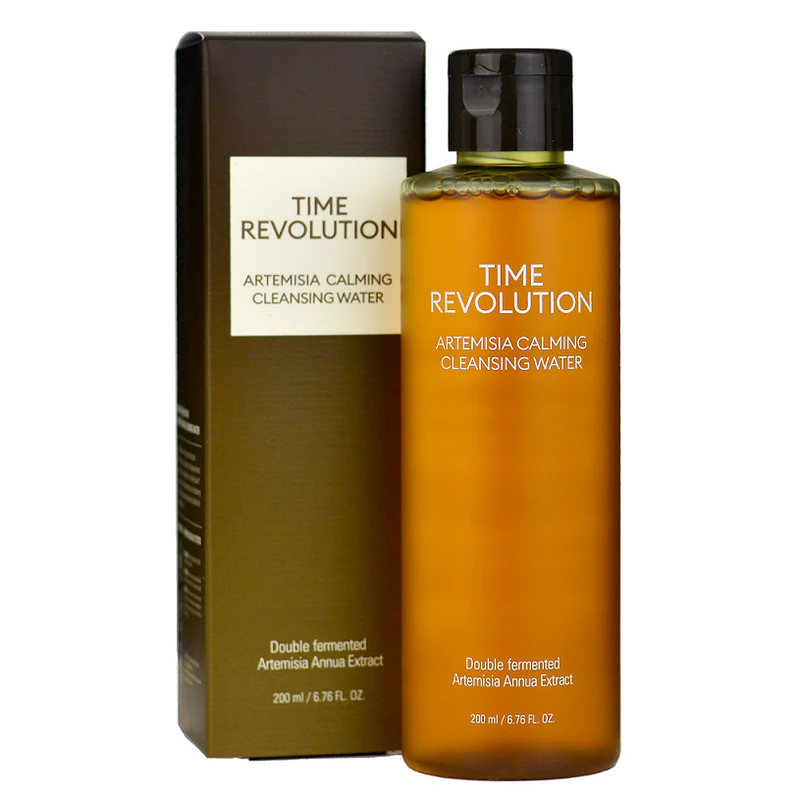 TIME
REVOLUTION
ARTEMISIA CALMING
CLEANSING WATER
Double fermented
Artemisia Annua Extract
200 ml / 6.76 FL. OZ.
TIME
REVOLUTION
ARTEMISIA CALMING
CLEANSING WATER
Double fermented
Artemisia Annua Extract
200 ml / 6.76 FL. OZ.